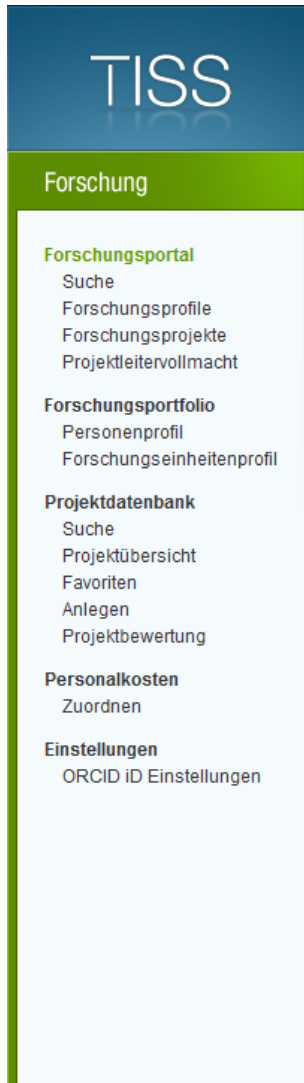 TISS
Forschung
Forschungsportal
Suche
Forschungsprofile
Forschungsprojekte
Projektleitervollmacht
Forschungsportfolio
Personenprofil
Forschungseinheitenprofil
Projektdatenbank
Suche
Projektübersicht
Favoriten
Anlegen
Projektbewertung
Personalkosten
Zuordnen
Einstellungen
ORCID iD Einstellungen